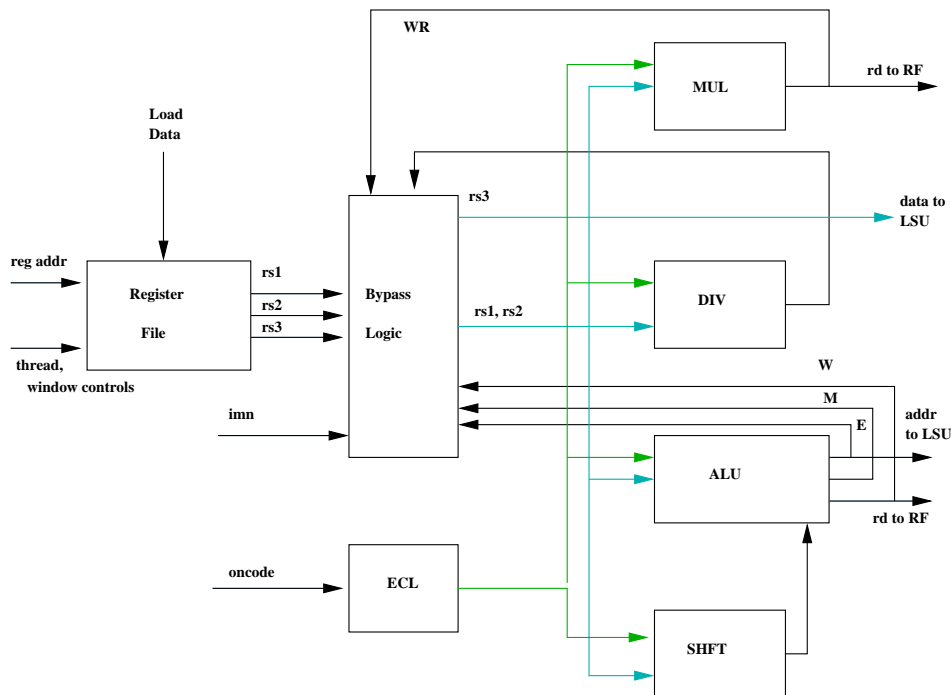 WR
MUL
rd to RF
Load
Data
rs3
data to
LSU
reg addr
Register
File
rs1
rs2
rs3
Bypass
Logic
rs1, rs2
DIV
thread,
window controls
W
M
E
addr
to LSU
imn
ALU
rd to RF
oncode
ECL
SHFT